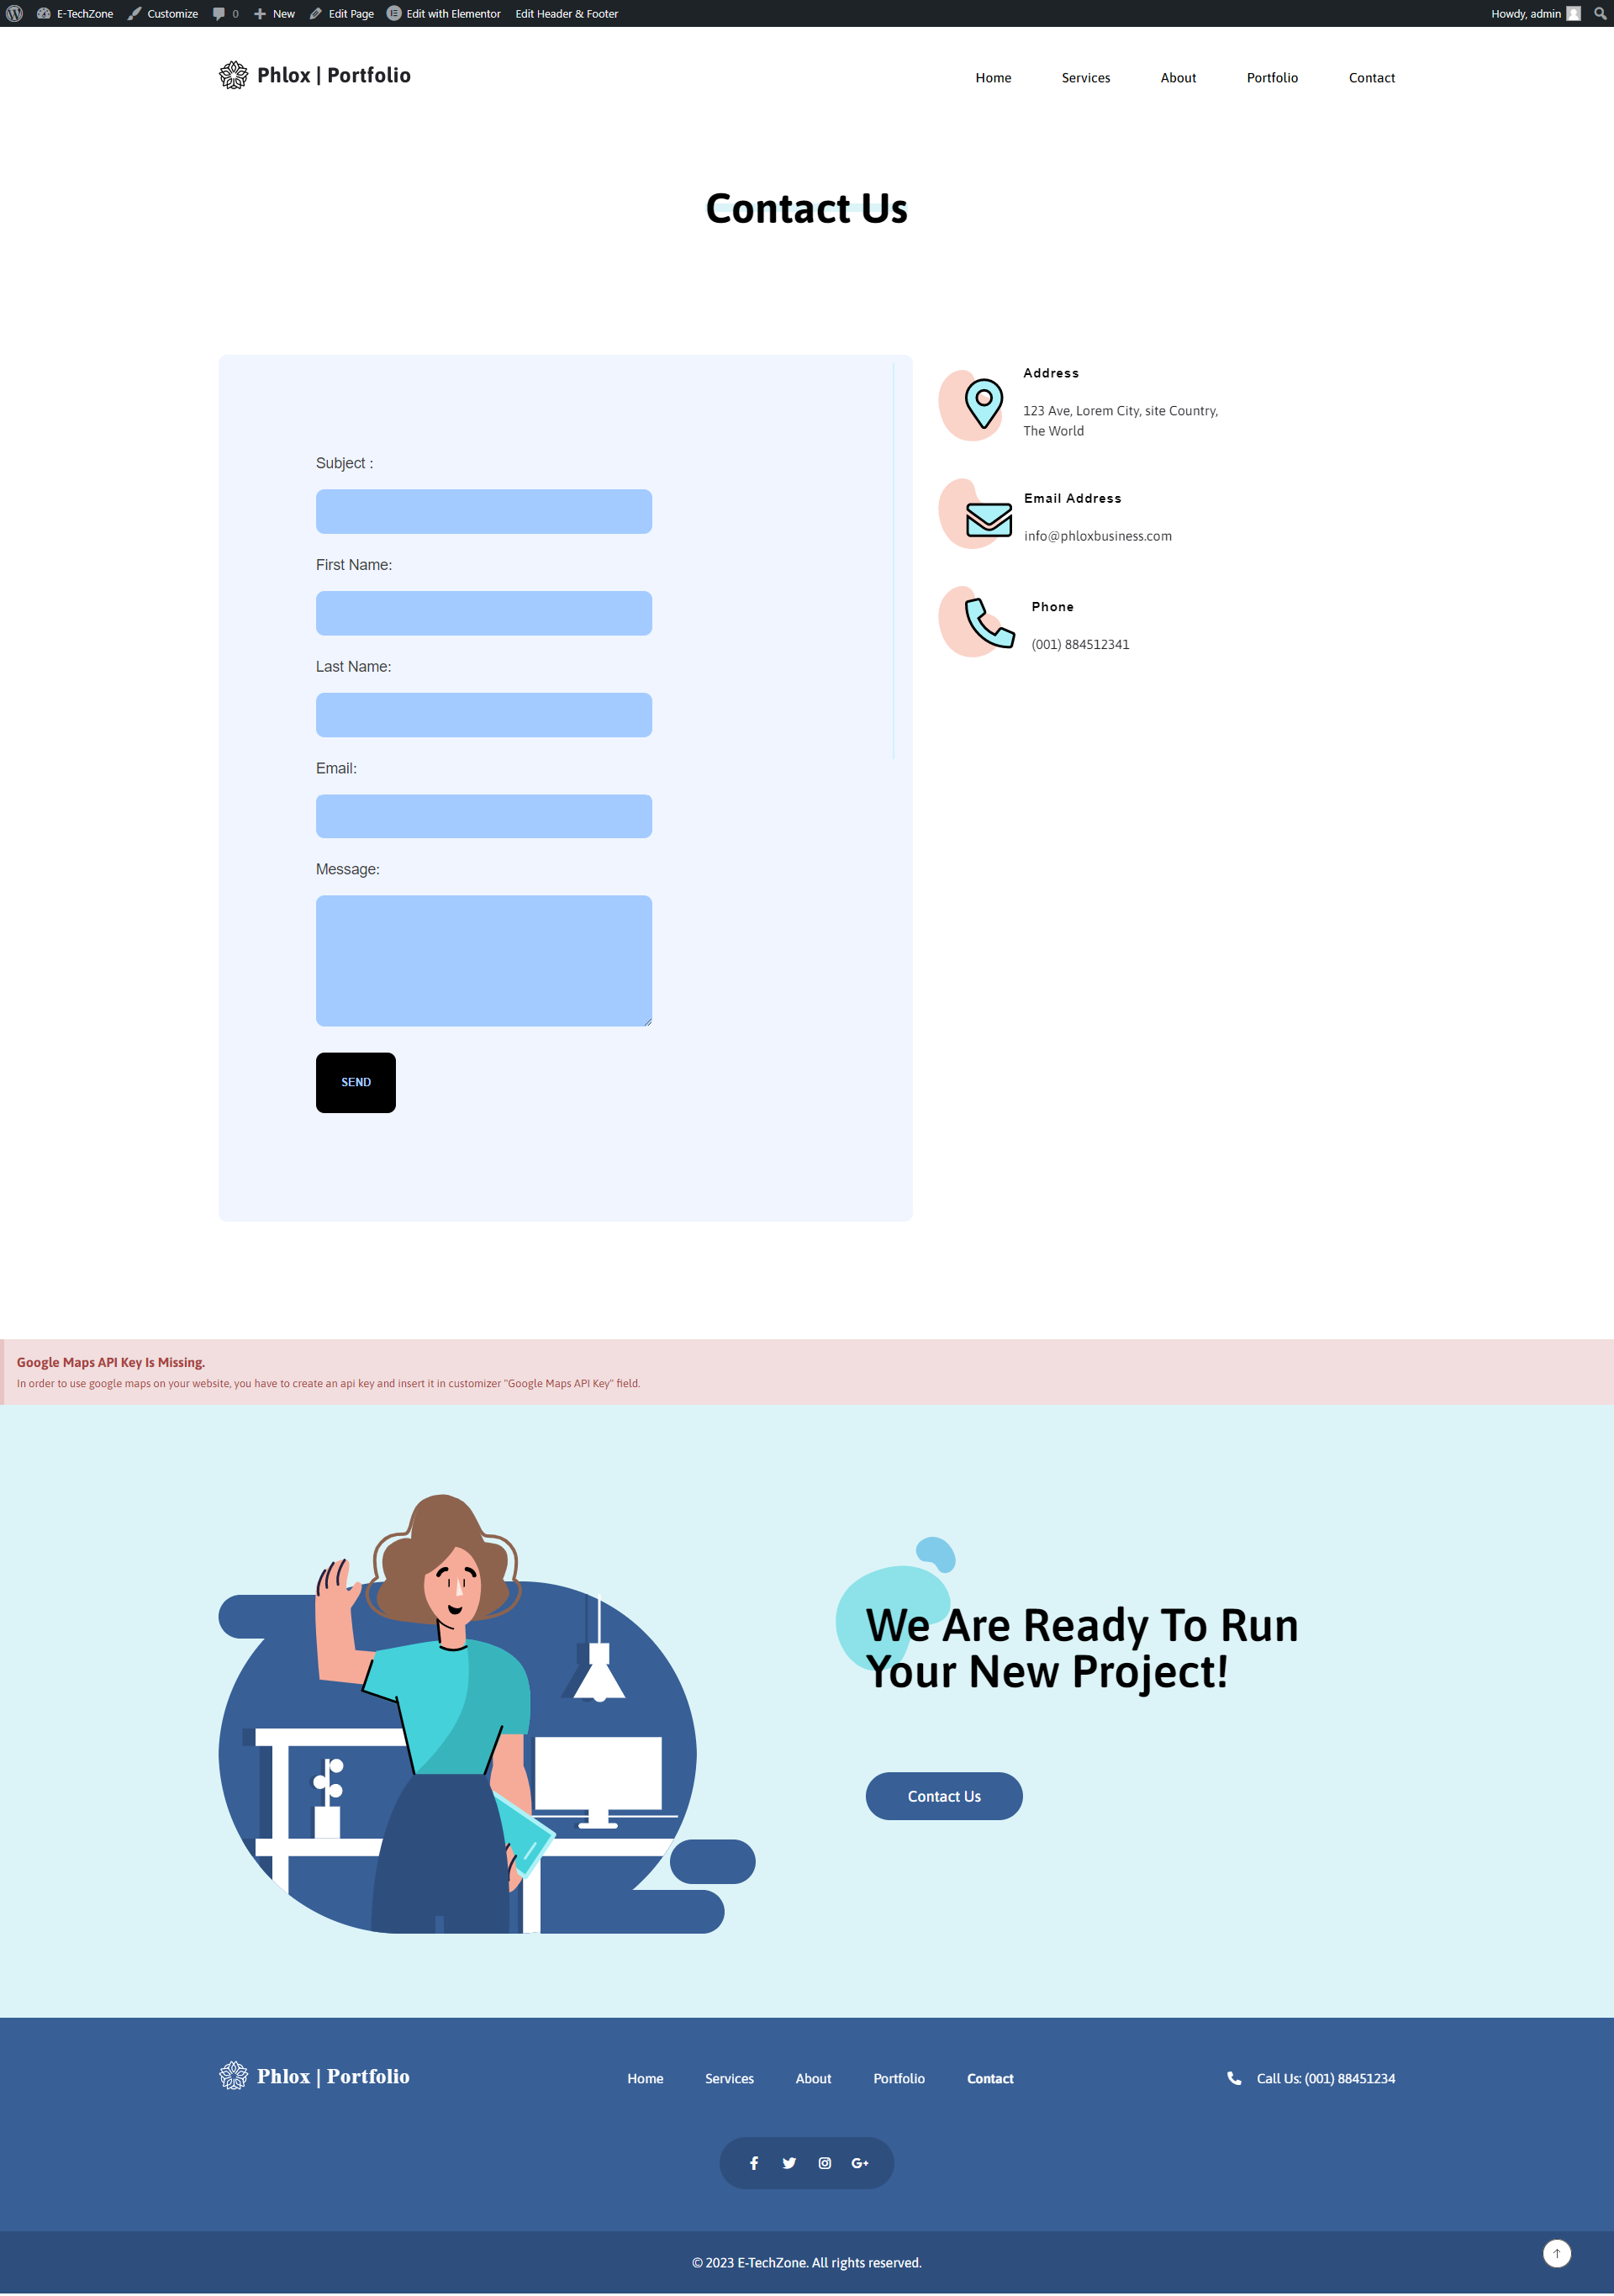 E-TechZone Customize 0 New Edit Page Edit with Elementor Edit Header & Footer Howdy, admin
Phlox | Portfolio
Home Services About Portfolio Contact
Contact Us
Subject :
First Name:
Last Name:
Email:
Message:
SEND
Address
123 Ave, Lorem City, site Country,
The World
Email Address
info@phloxbusiness.com
Phone
(001) 884512341
Google Maps API Key Is Missing.
In order to use google maps on your website, you have to create an api key and insert it in customizer "Google Maps API Key" field.
We Are Ready To Run
Your New Project!
Contact Us
Phlox | Portfolio
Home Services About Portfolio Contact
Call Us: (001) 88451234
© 2023 E-TechZone. All rights reserved.